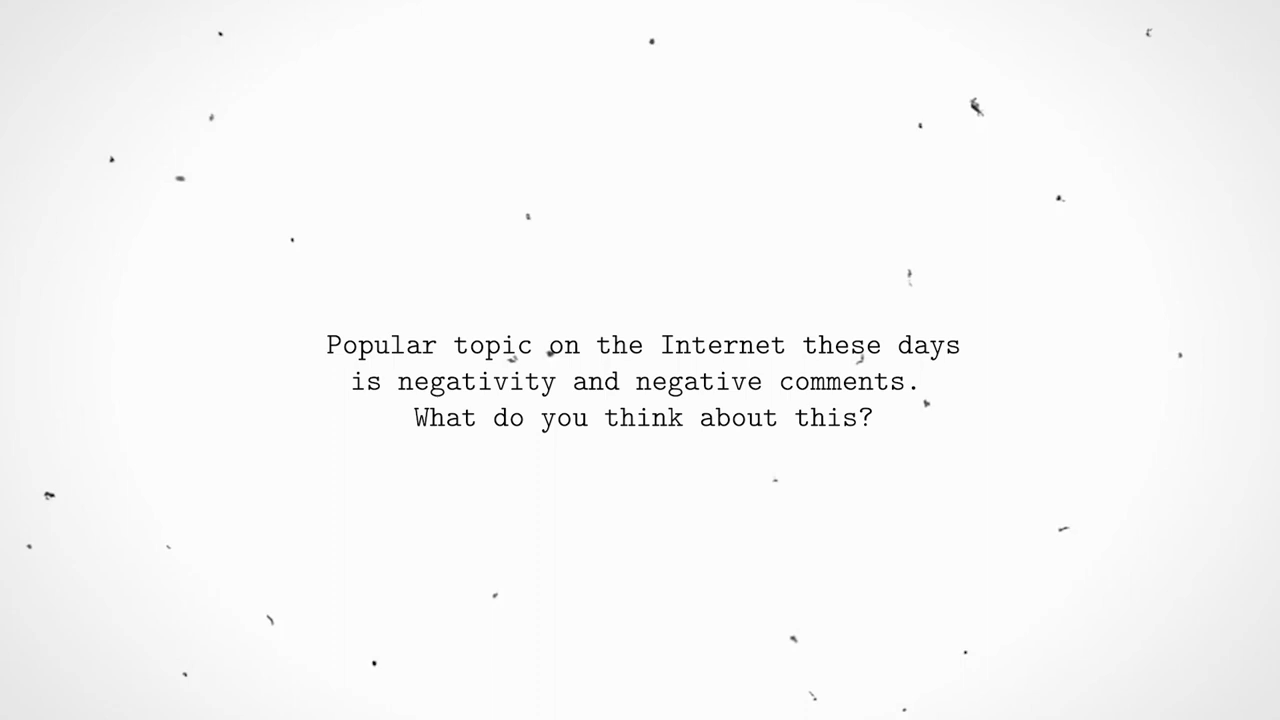 Popular topic on the Internet these days
is negativity and negative comments.
What do you think about this?